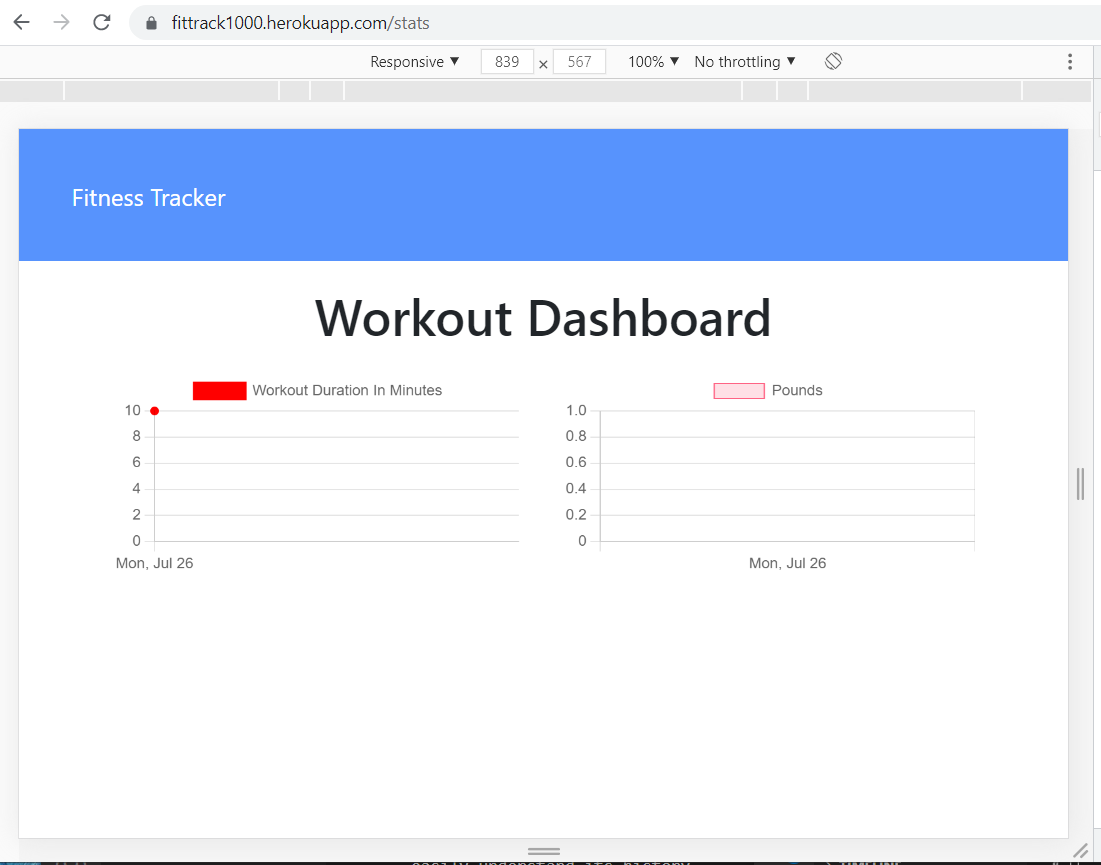 fittrack1000.herokuapp.com/stats
Responsive ▼ 839 × 567 100% ▼ No throttling ▼
Fitness Tracker
Workout Dashboard
Workout Duration In Minutes
10
8
6
4
2
0
Mon, Jul 26
Pounds
1.0
0.8
0.6
0.4
0.2
0
Mon, Jul 26